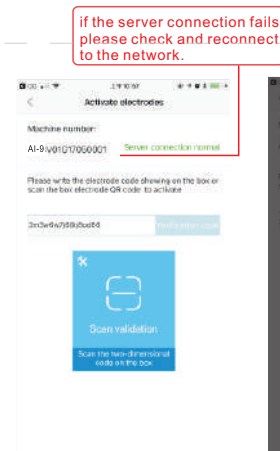 if the server connection fails
please check and reconnect
to the network.
Activate electrodes
Machine number:
AI-9
Server connection normal
Please write the electrode code showing on the box or
scan the box electrode QR code to activate
Scan validation
Scan the two-dimensional
code on the box